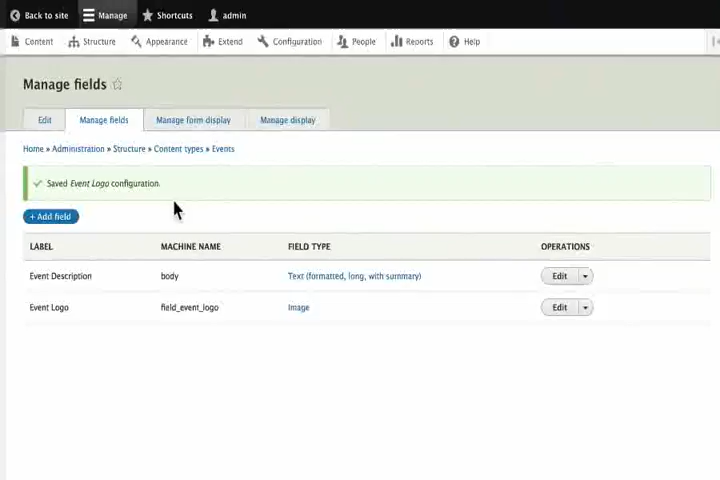 Back to site Manage Shortcuts admin
Content Structure Appearance Extend Configuration People Reports Help
Manage fields
Edit Manage fields Manage form display Manage display
Home » Administration » Structure » Content types » Events
Saved Event Logo configuration.
+ Add field
LABEL MACHINE NAME FIELD TYPE OPERATIONS
Event Description body Text (formatted, long, with summary) Edit
Event Logo field_event_logo Image Edit